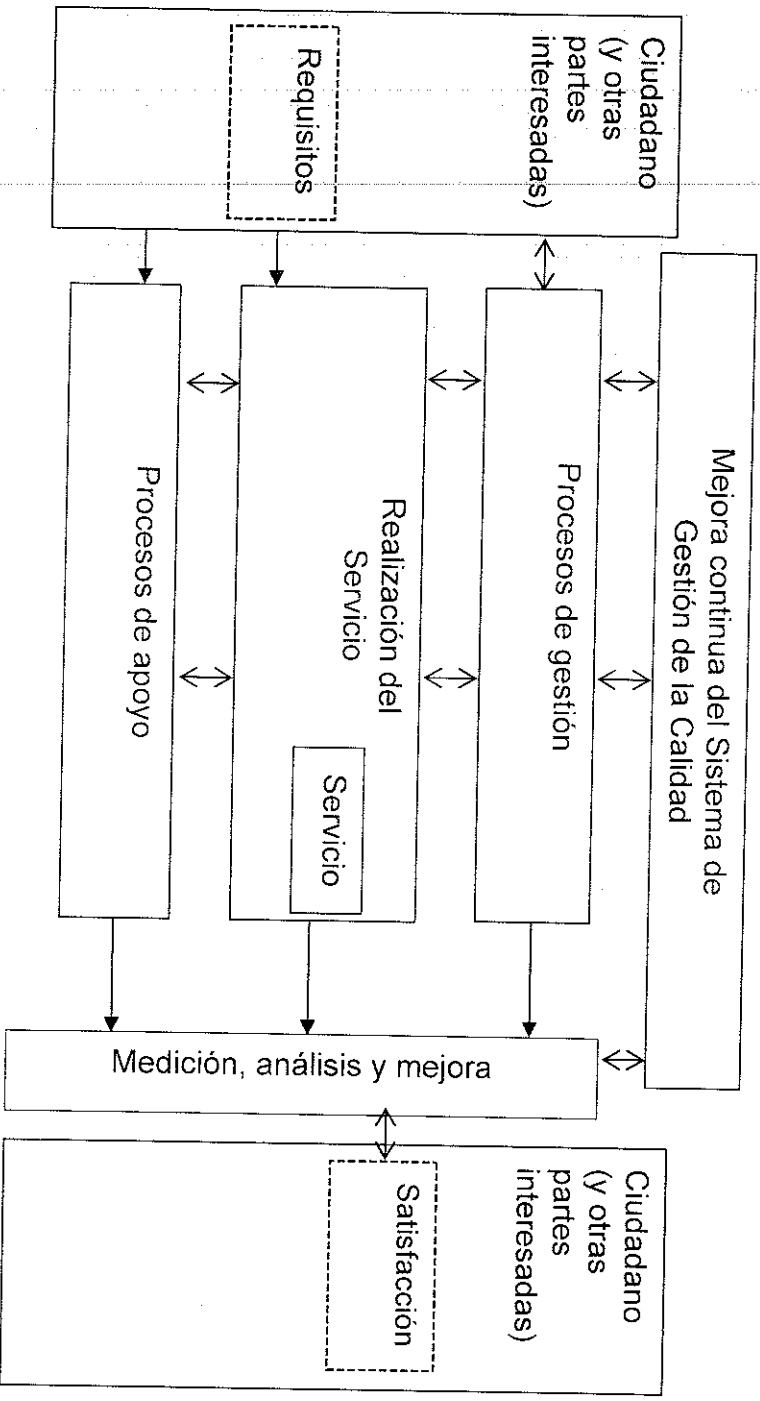 Mejora continua del Sistema de
Gestión de la Calidad
Ciudadano
(y otras
partes
interesadas)
Requisitos
Procesos de gestión
Realización del
Servicio
Servicio
Procesos de apoyo
Medición, análisis y mejora
Ciudadano
(y otras
partes
interesadas)
Satisfacción